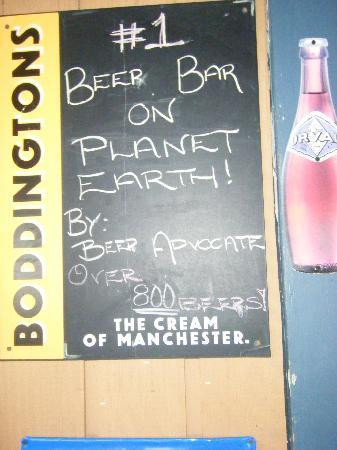 BODDINGTONS
#1
BEER BAR
ON
PLANET
EARTH!
BY:
BEER ADVOCATE
OVER
800 BEERS!
THE CREAM
OF MANCHESTER.
ORVAL